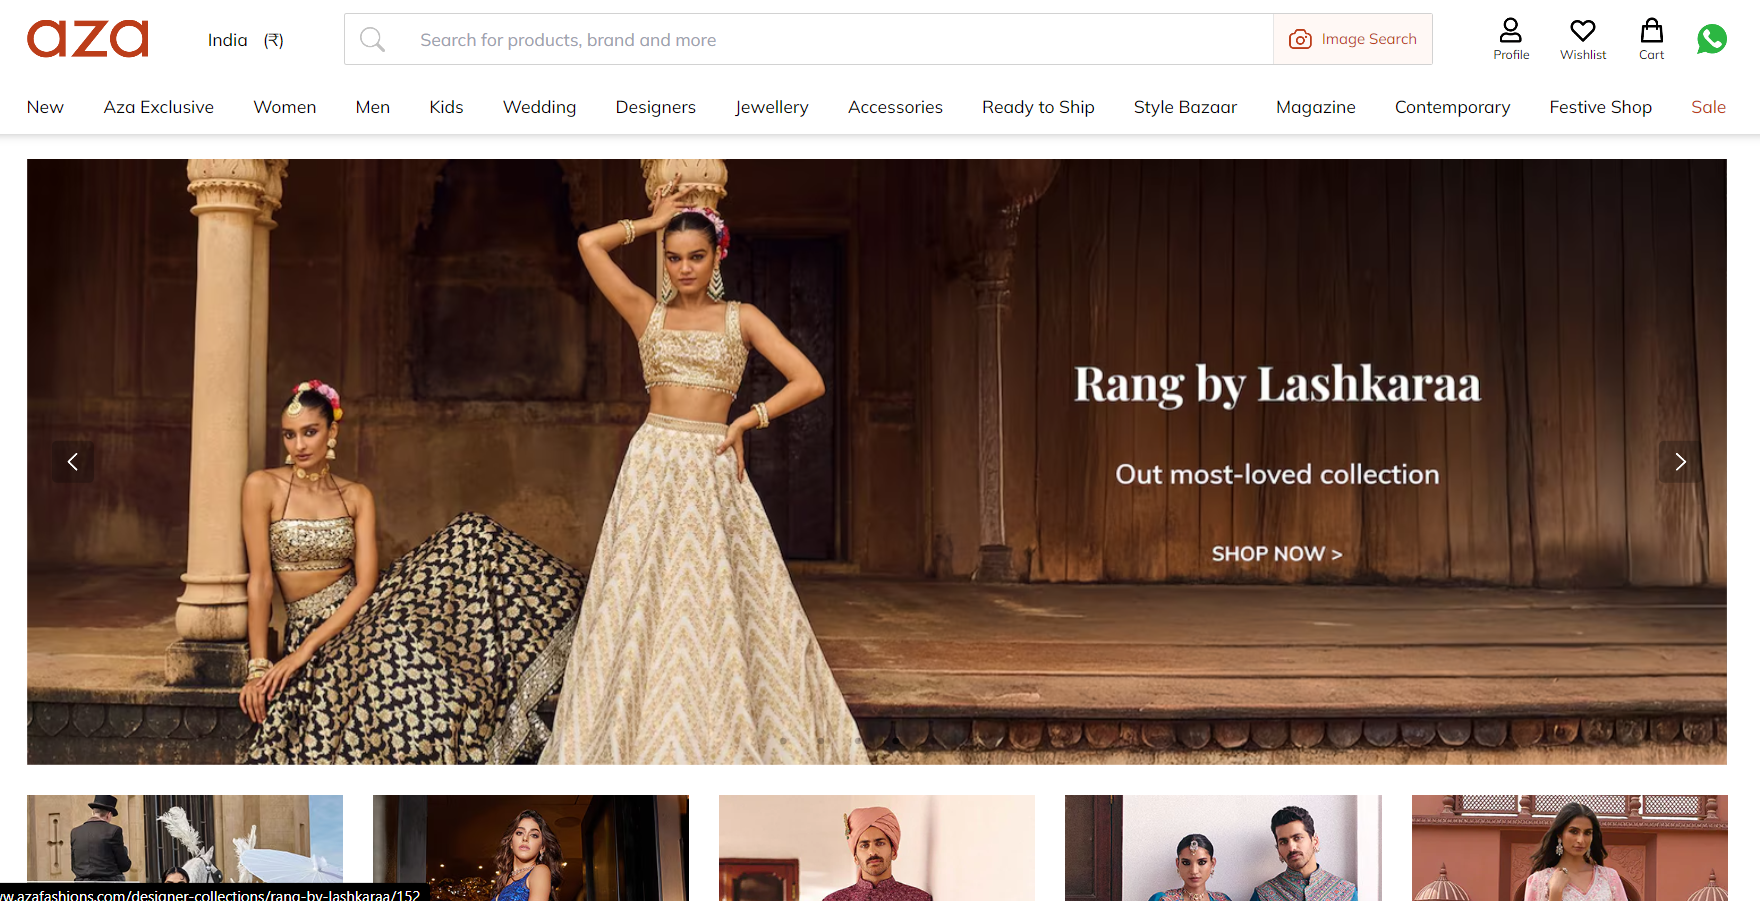 aza
India (₹)
Search for products, brand and more
Image Search
Profile
Wishlist
Cart
New Aza Exclusive Women Men Kids Wedding Designers Jewellery Accessories Ready to Ship Style Bazaar Magazine Contemporary Festive Shop Sale
Rang by Lashkaraa
Out most-loved collection
SHOP NOW >
w.azafashions.com/designer-collections/rang-by-lashkaraa/152